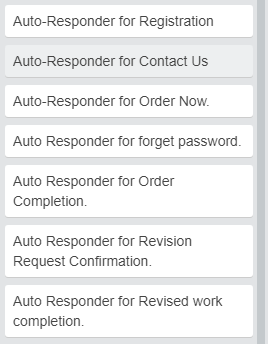 Auto-Responder for Registration
Auto-Responder for Contact Us
Auto-Responder for Order Now.
Auto Responder for forget password.
Auto Responder for Order
Completion.
Auto Responder for Revision
Request Confirmation.
Auto Responder for Revised work
completion.